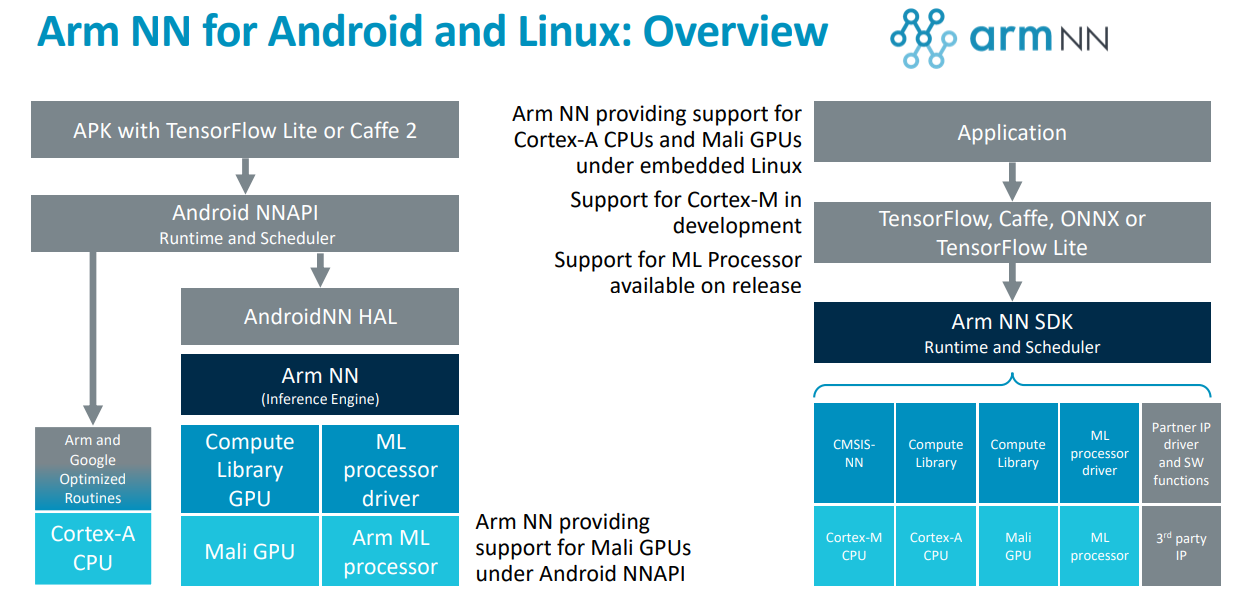 Arm NN for Android and Linux: Overview
arm NN
APK with TensorFlow Lite or Caffe 2
Android NNAPI
Runtime and Scheduler
AndroidNN HAL
Arm NN
(Inference Engine)
Arm and
Google
Optimized
Routines
Cortex-A
CPU
Compute
Library
GPU
ML
processor
driver
Mali GPU
Arm ML
processor
Arm NN providing
support for Mali GPUs
under Android NNAPI
Arm NN providing support for
Cortex-A CPUs and Mali GPUs
under embedded Linux
Support for Cortex-M in
development
Support for ML Processor
available on release
Application
TensorFlow, Caffe, ONNX or
TensorFlow Lite
Arm NN SDK
Runtime and Scheduler
CMSIS-
NN
Compute
Library
Compute
Library
ML
processor
driver
Partner IP
driver
and SW
functions
Cortex-M
CPU
Cortex-A
CPU
Mali
GPU
ML
processor
3rd party
IP